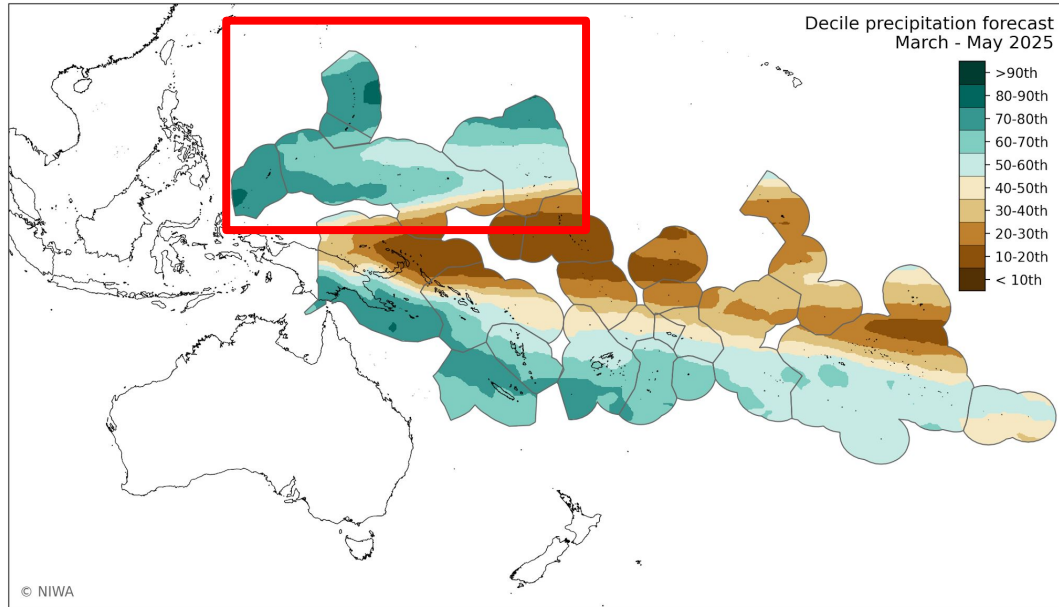 Decile precipitation forecast
March - May 2025
>90th
80-90th
70-80th
60-70th
50-60th
40-50th
30-40th
20-30th
10-20th
< 10th
© NIWA